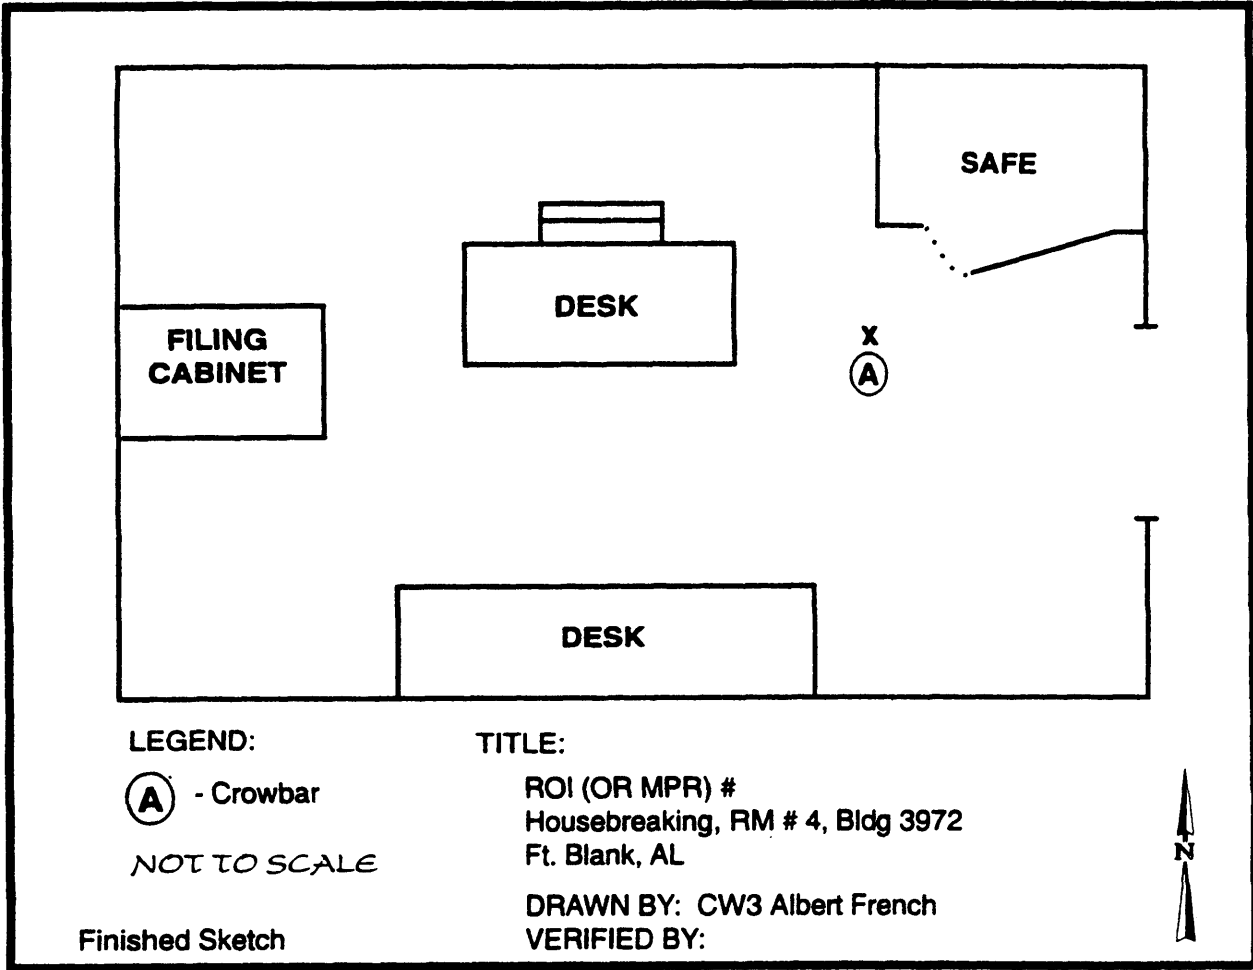 SAFE
DESK
FILING
CABINET
X
A
DESK
LEGEND:
A - Crowbar
NOT TO SCALE
Finished Sketch
TITLE:
ROI (OR MPR) #
Housebreaking, RM # 4, Bldg 3972
Ft. Blank, AL
DRAWN BY: CW3 Albert French
VERIFIED BY:
N